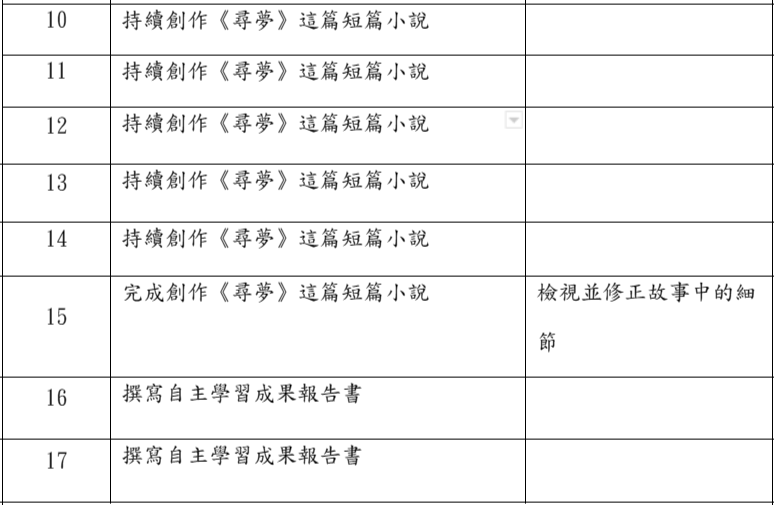 10 持續創作《尋夢》這篇短篇小說
11 持續創作《尋夢》這篇短篇小說
12 持續創作《尋夢》這篇短篇小說
13 持續創作《尋夢》這篇短篇小說
14 持續創作《尋夢》這篇短篇小說
15 完成創作《尋夢》這篇短篇小說 檢視並修正故事中的細
節
16 撰寫自主學習成果報告書
17 撰寫自主學習成果報告書